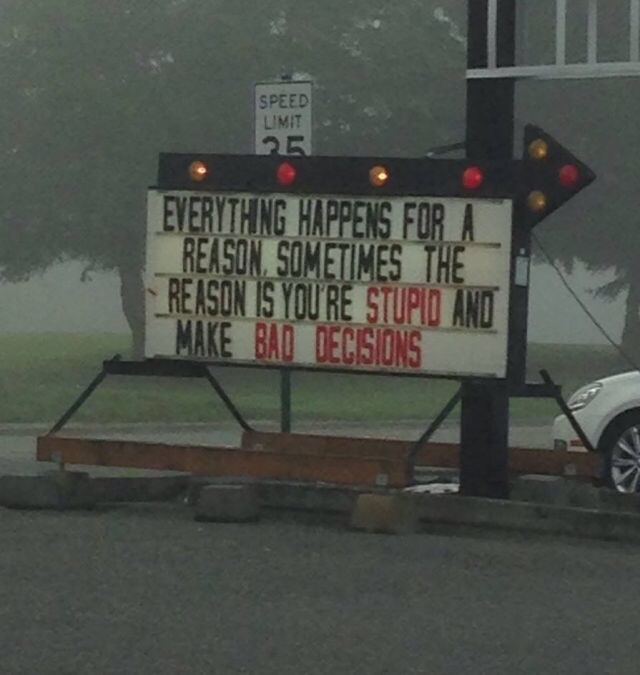 SPEED
LIMIT
35
EVERYTHING HAPPENS FOR A
REASON. SOMETIMES THE
REASON IS YOU'RE STUPID AND
MAKE BAD DECISIONS